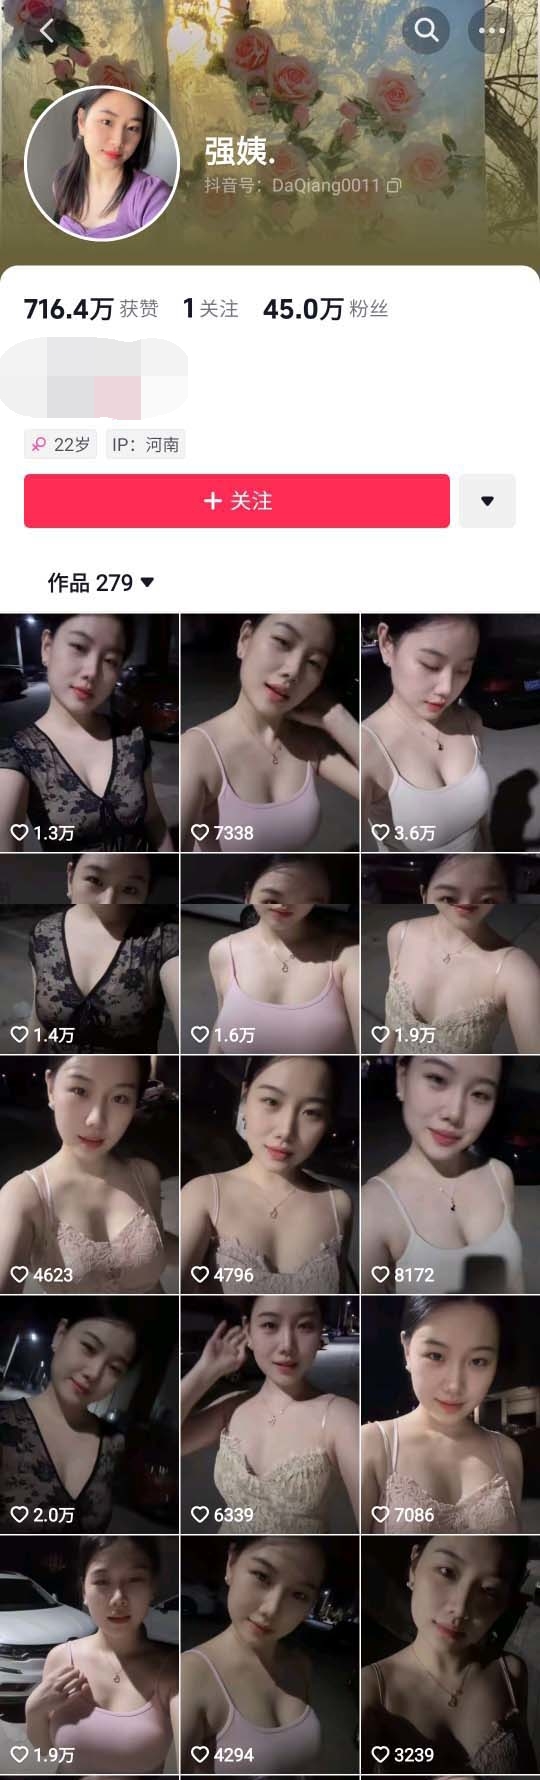 强姨.
抖音号：DaQiang0011
716.4万 获赞 1 关注 45.0万 粉丝
22岁 IP：河南
关注
作品 279
1.3万 7338 3.6万
1.4万 1.6万 1.9万
4623 4796 8172
2.0万 6339 7086
1.9万 4294 3239